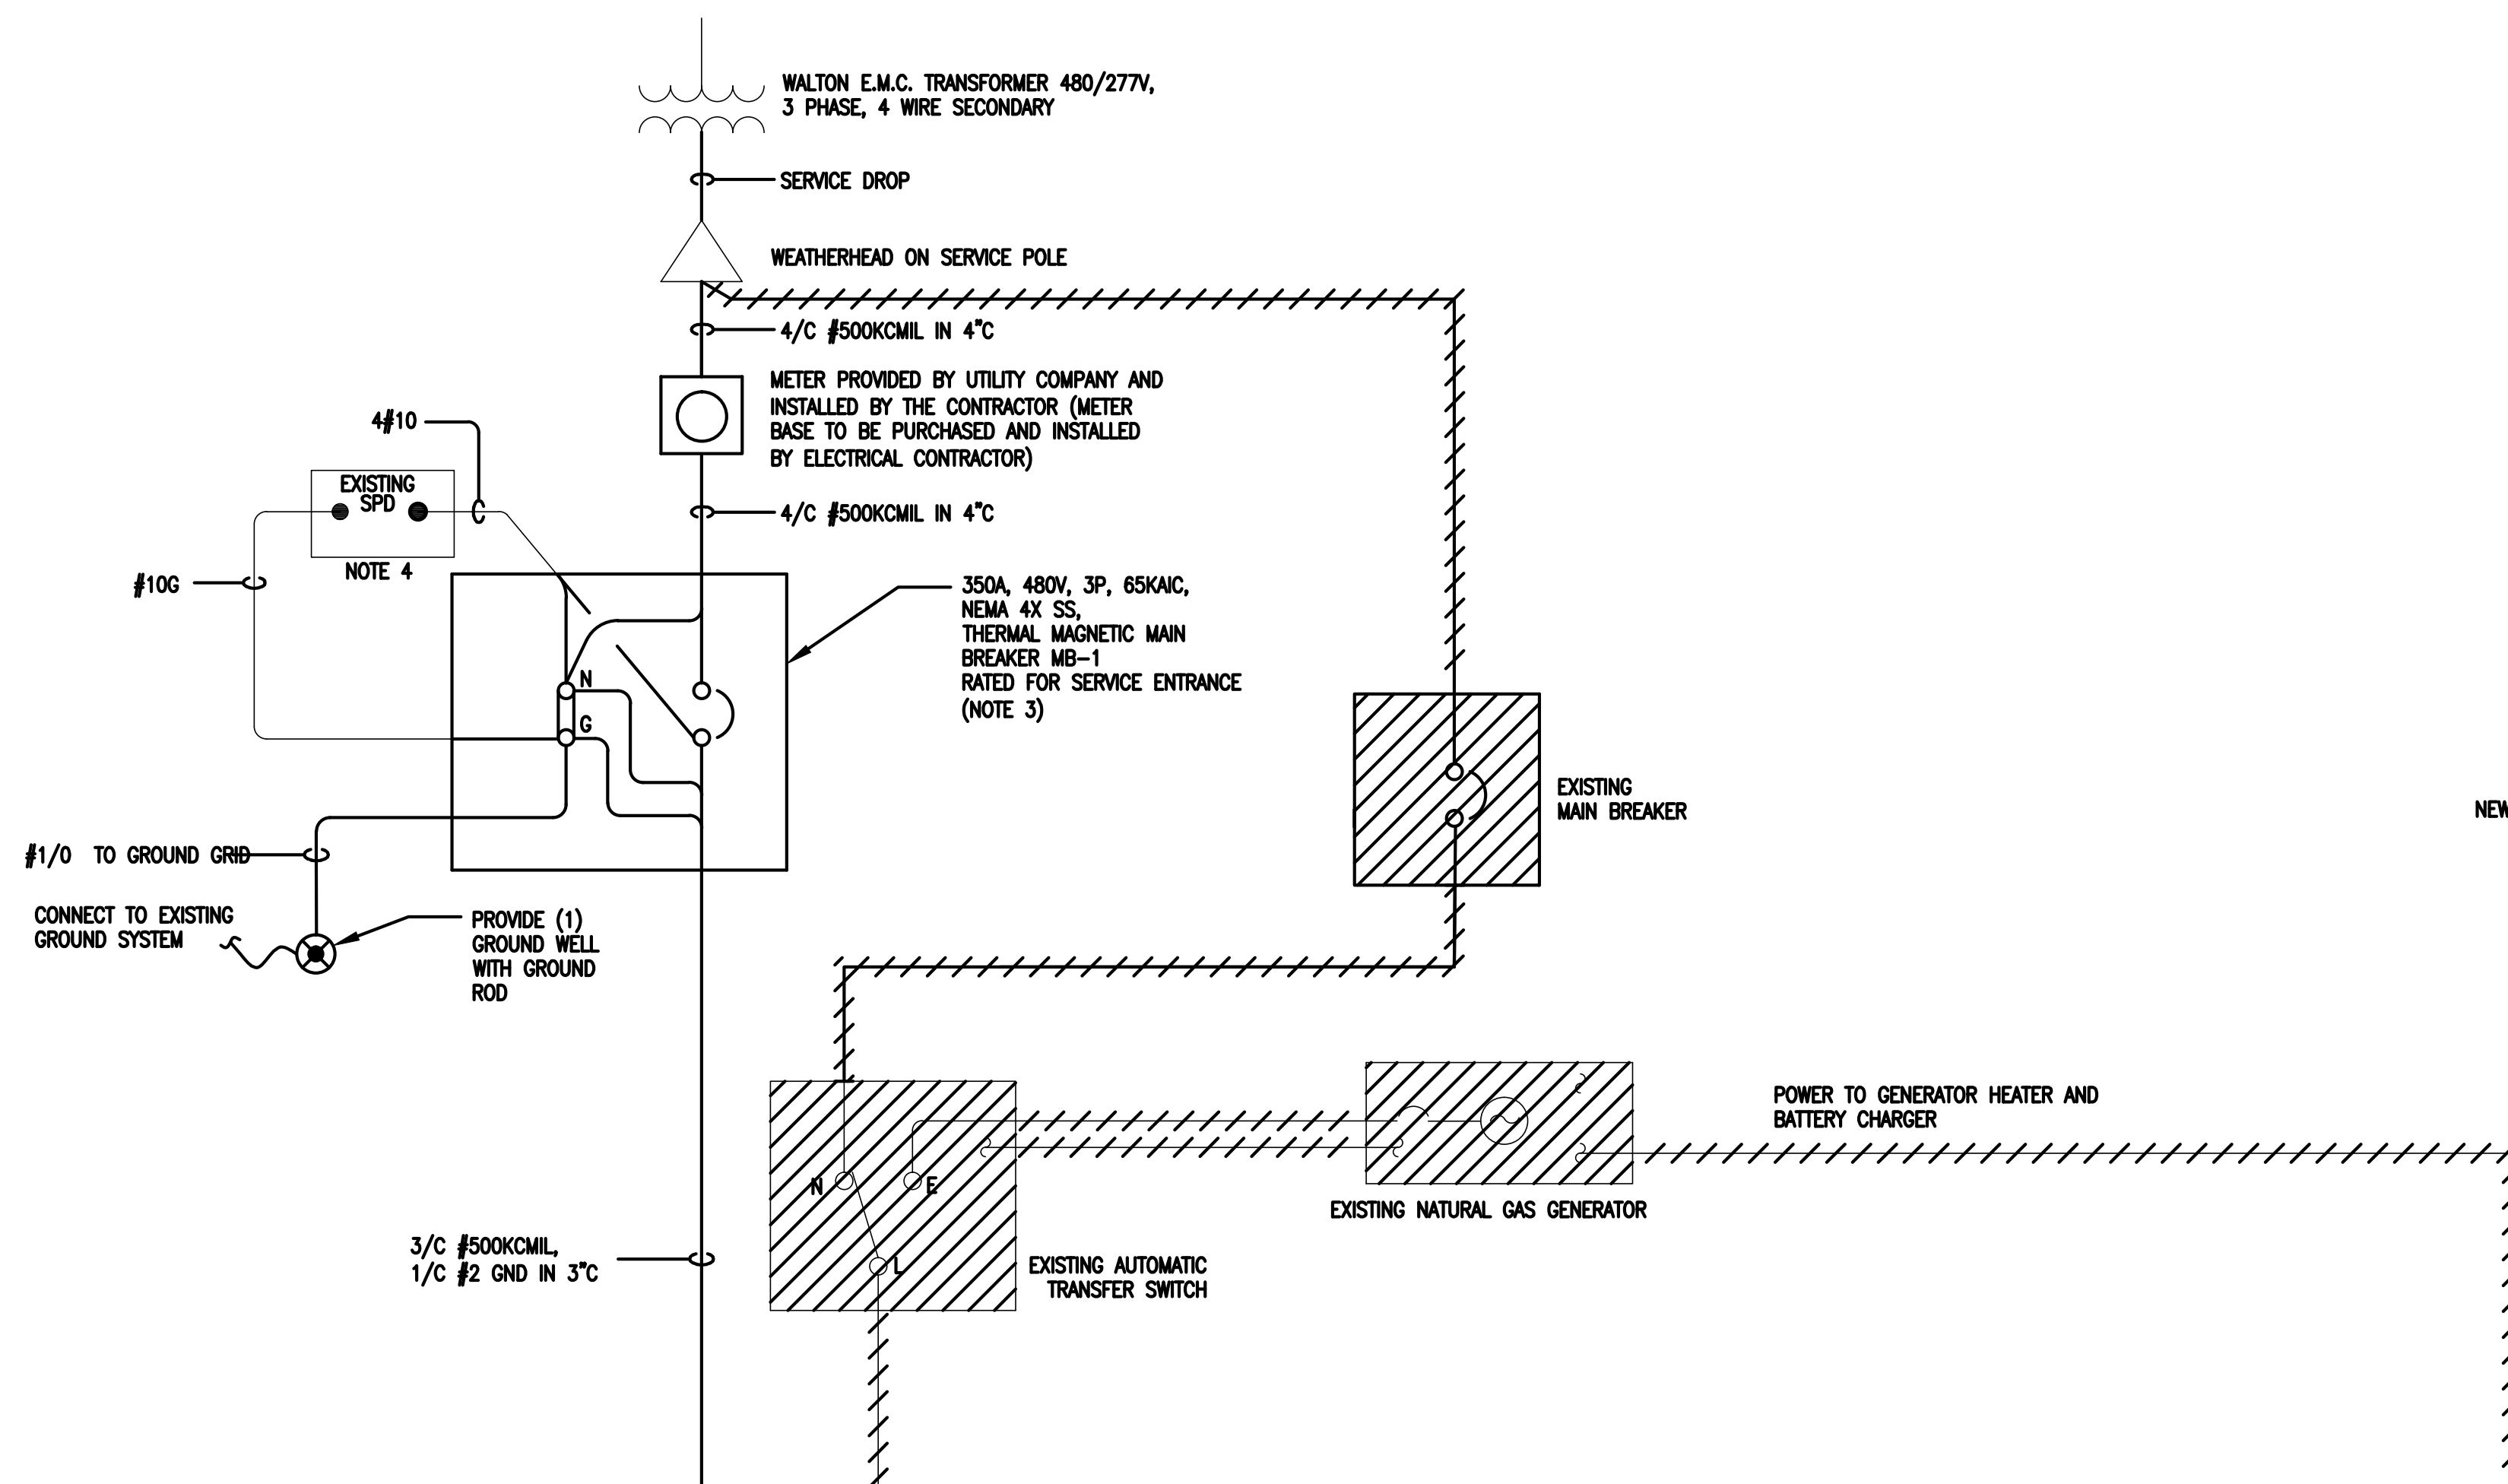 WALTON E.M.C. TRANSFORMER 480/277V,
3 PHASE, 4 WIRE SECONDARY
SERVICE DROP
WEATHERHEAD ON SERVICE POLE
4/C #500KCMIL IN 4"C
METER PROVIDED BY UTILITY COMPANY AND
INSTALLED BY THE CONTRACTOR (METER
BASE TO BE PURCHASED AND INSTALLED
BY ELECTRICAL CONTRACTOR)
4#10
EXISTING
SPD
NOTE 4
4/C #500KCMIL IN 4"C
#10G
350A, 480V, 3P, 65KAIC,
NEMA 4X SS,
THERMAL MAGNETIC MAIN
BREAKER MB-1
RATED FOR SERVICE ENTRANCE
(NOTE 3)
N
G
EXISTING
MAIN BREAKER
NEW
#1/0 TO GROUND GRID
CONNECT TO EXISTING
GROUND SYSTEM
PROVIDE (1)
GROUND WELL
WITH GROUND
ROD
POWER TO GENERATOR HEATER AND
BATTERY CHARGER
N
E
L
EXISTING NATURAL GAS GENERATOR
3/C #500KCMIL,
1/C #2 GND IN 3"C
EXISTING AUTOMATIC
TRANSFER SWITCH